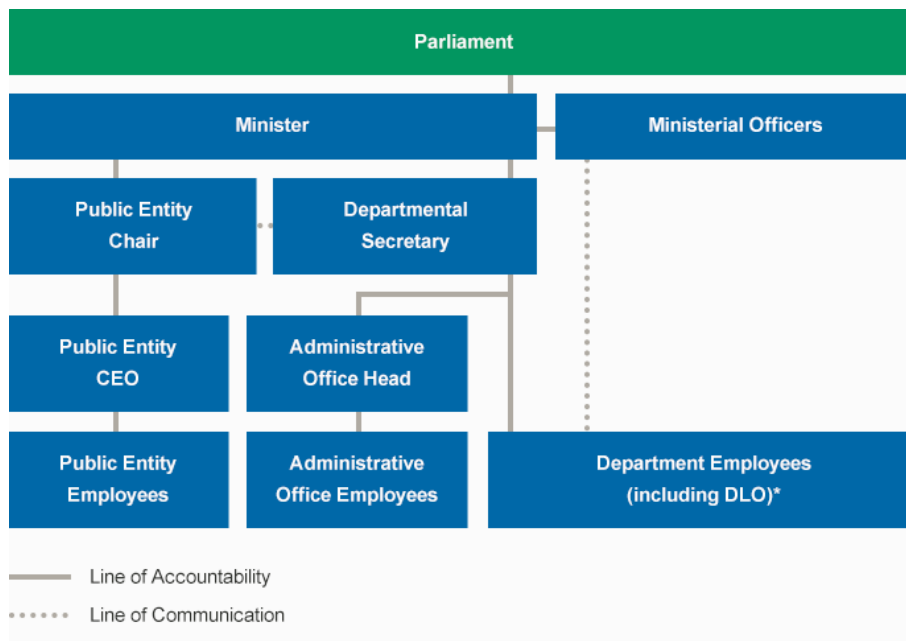 Parliament
Minister
Ministerial Officers
Public Entity
Chair
Departmental
Secretary
Public Entity
CEO
Administrative
Office Head
Public Entity
Employees
Administrative
Office Employees
Department Employees
(including DLO)*
Line of Accountability
Line of Communication